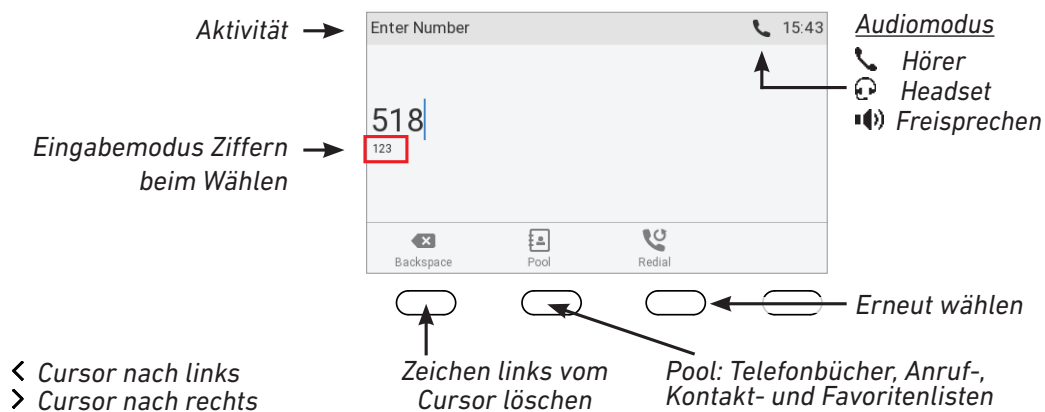 Aktivität
Enter Number
15:43
Audiomodus
Hörer
Headset
Freisprechen
518
123
Eingabemodus Ziffern
beim Wählen
Backspace
Pool
Redial
Erneut wählen
< Cursor nach links
> Cursor nach rechts
Zeichen links vom
Cursor löschen
Pool: Telefonbücher, Anruf-,
Kontakt- und Favoritenlisten